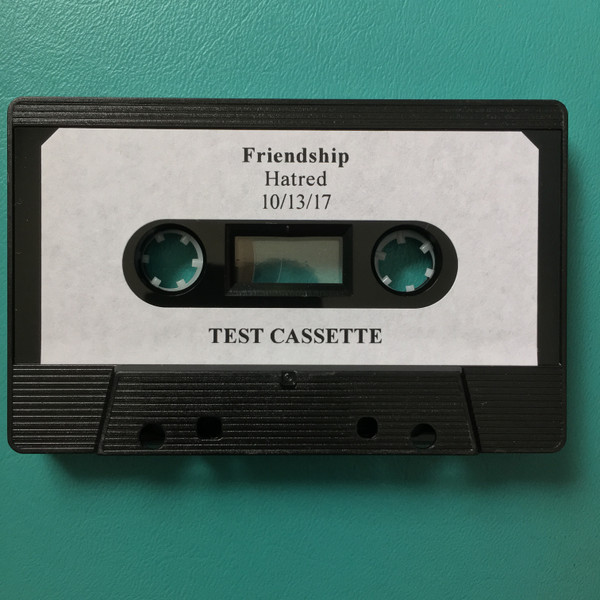 Friendship
Hatred
10/13/17
TEST CASSETTE